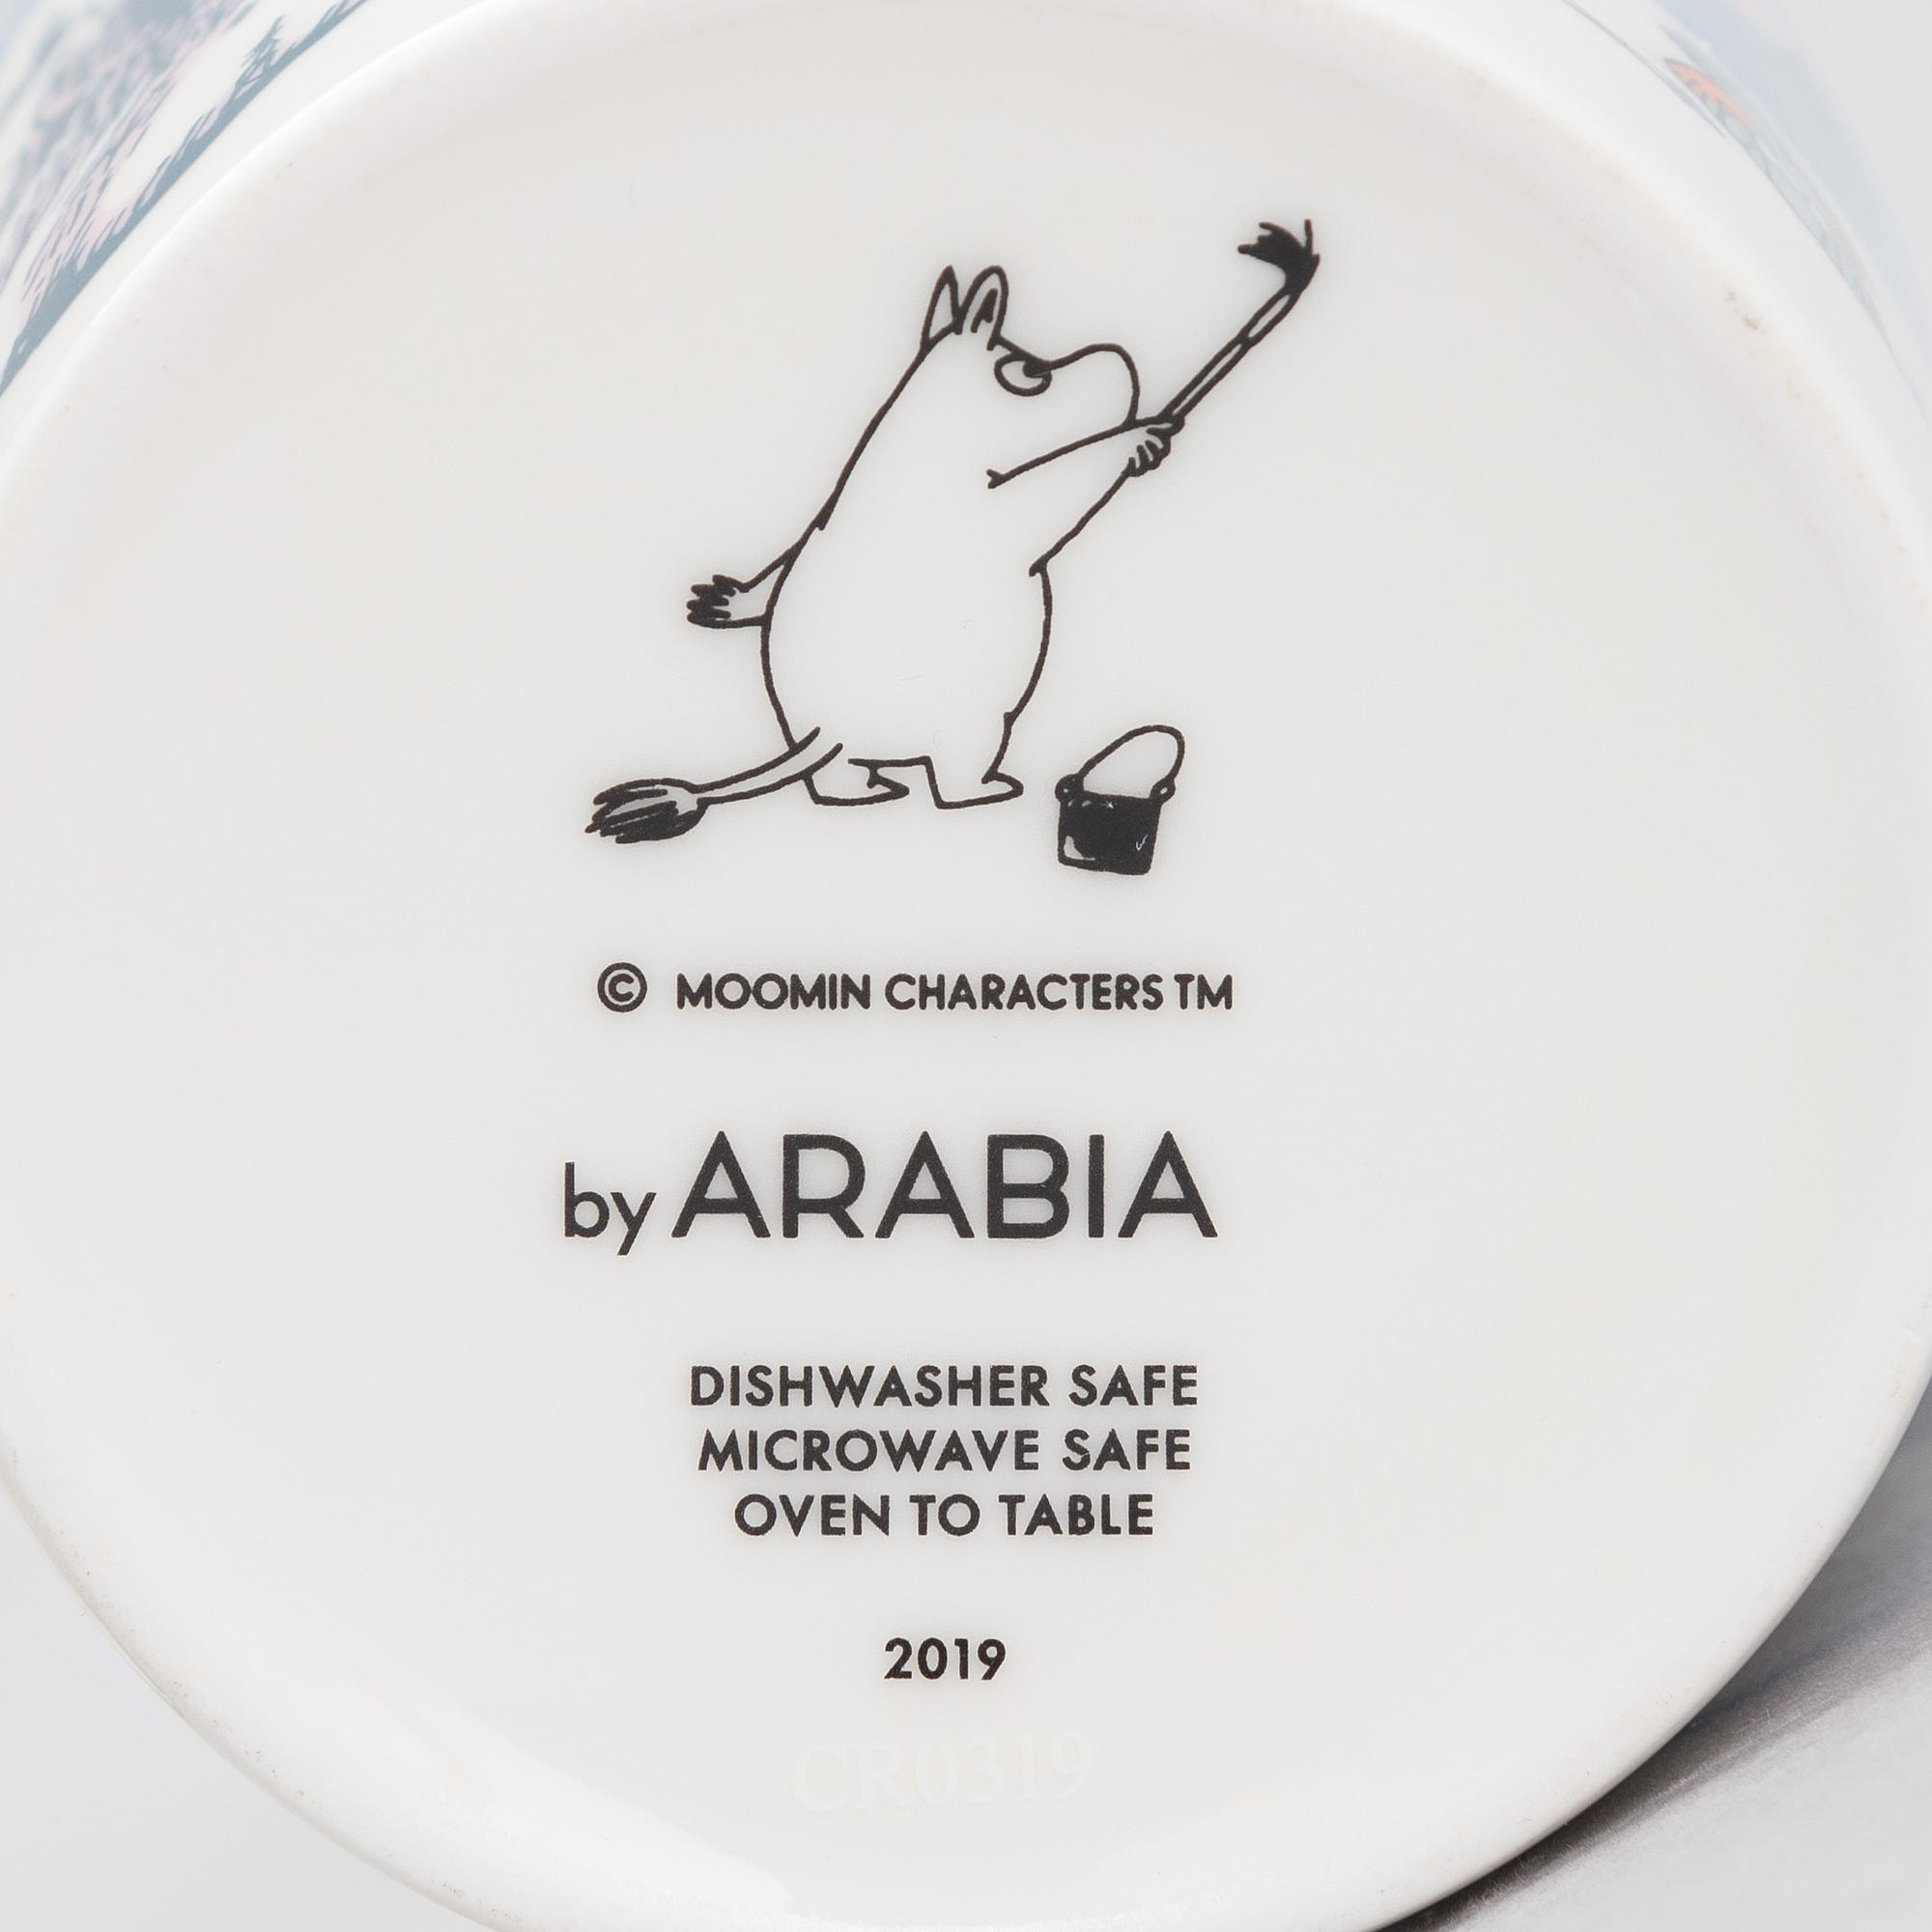 © MOOMIN CHARACTERS TM
by ARABIA
DISHWASHER SAFE
MICROWAVE SAFE
OVEN TO TABLE
2019
CR0319